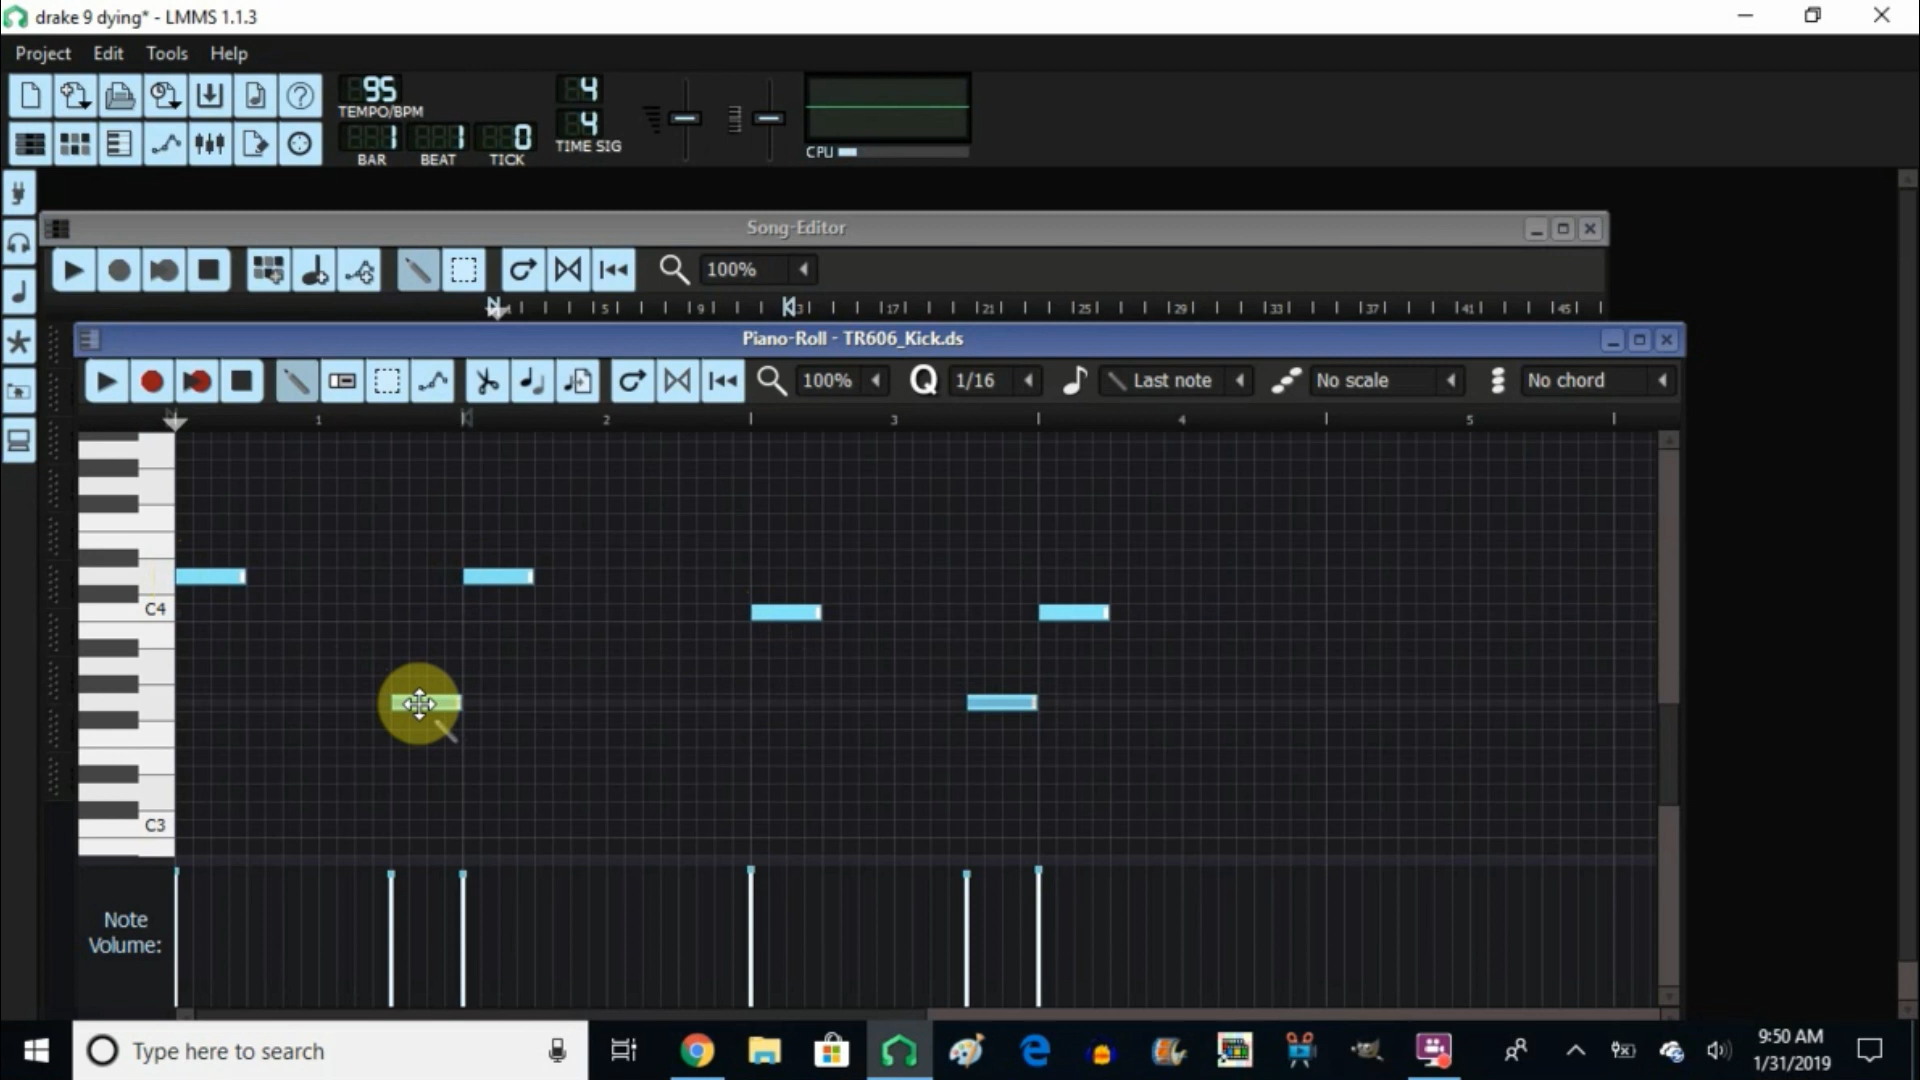 drake 9 dying* - LMMS 1.1.3
Project Edit Tools Help
95
TEMPO/BPM
1 1 0
BAR BEAT TICK
4
4
TIME SIG
CPU
Song-Editor
100%
5 9 17 21 25 29 33 37 41 45
Piano-Roll - TR606_Kick.ds
100% Q 1/16 Last note No scale No chord
1 2 3 4 5
C4
C3
Note
Volume:
Type here to search
9:50 AM
1/31/2019